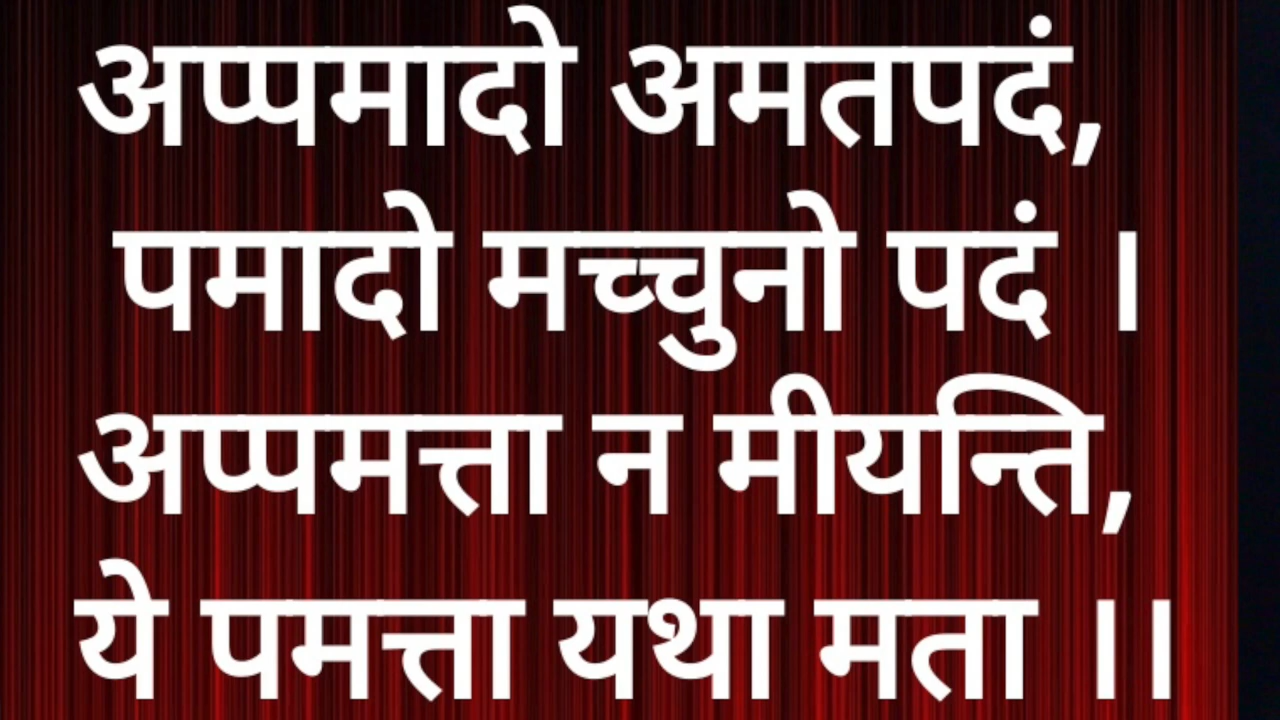 अप्पमादो अमतपदं,
पमादो मच्चुनो पदं ।
अप्पमत्ता न मीयन्ति,
ये पमत्ता यथा मता ।।